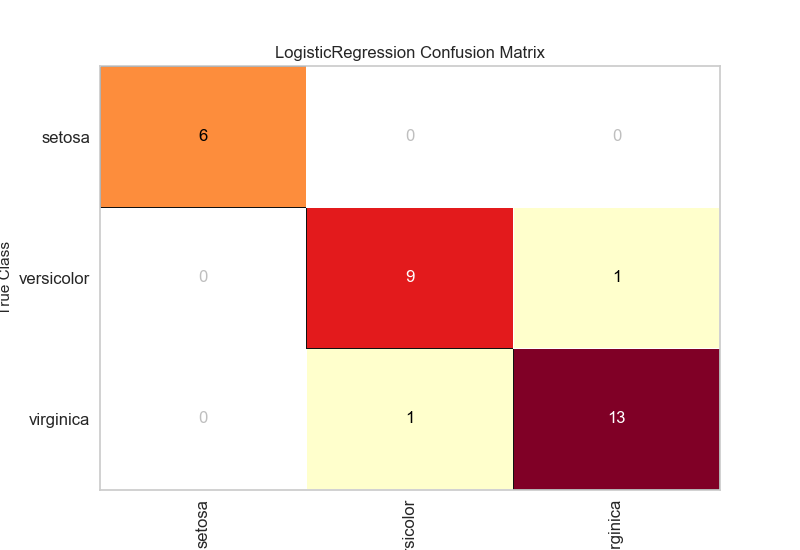 LogisticRegression Confusion Matrix
setosa 6 0 0
versicolor 0 9 1
virginica 0 1 13
True Class
setosa
rsicolor
rginica